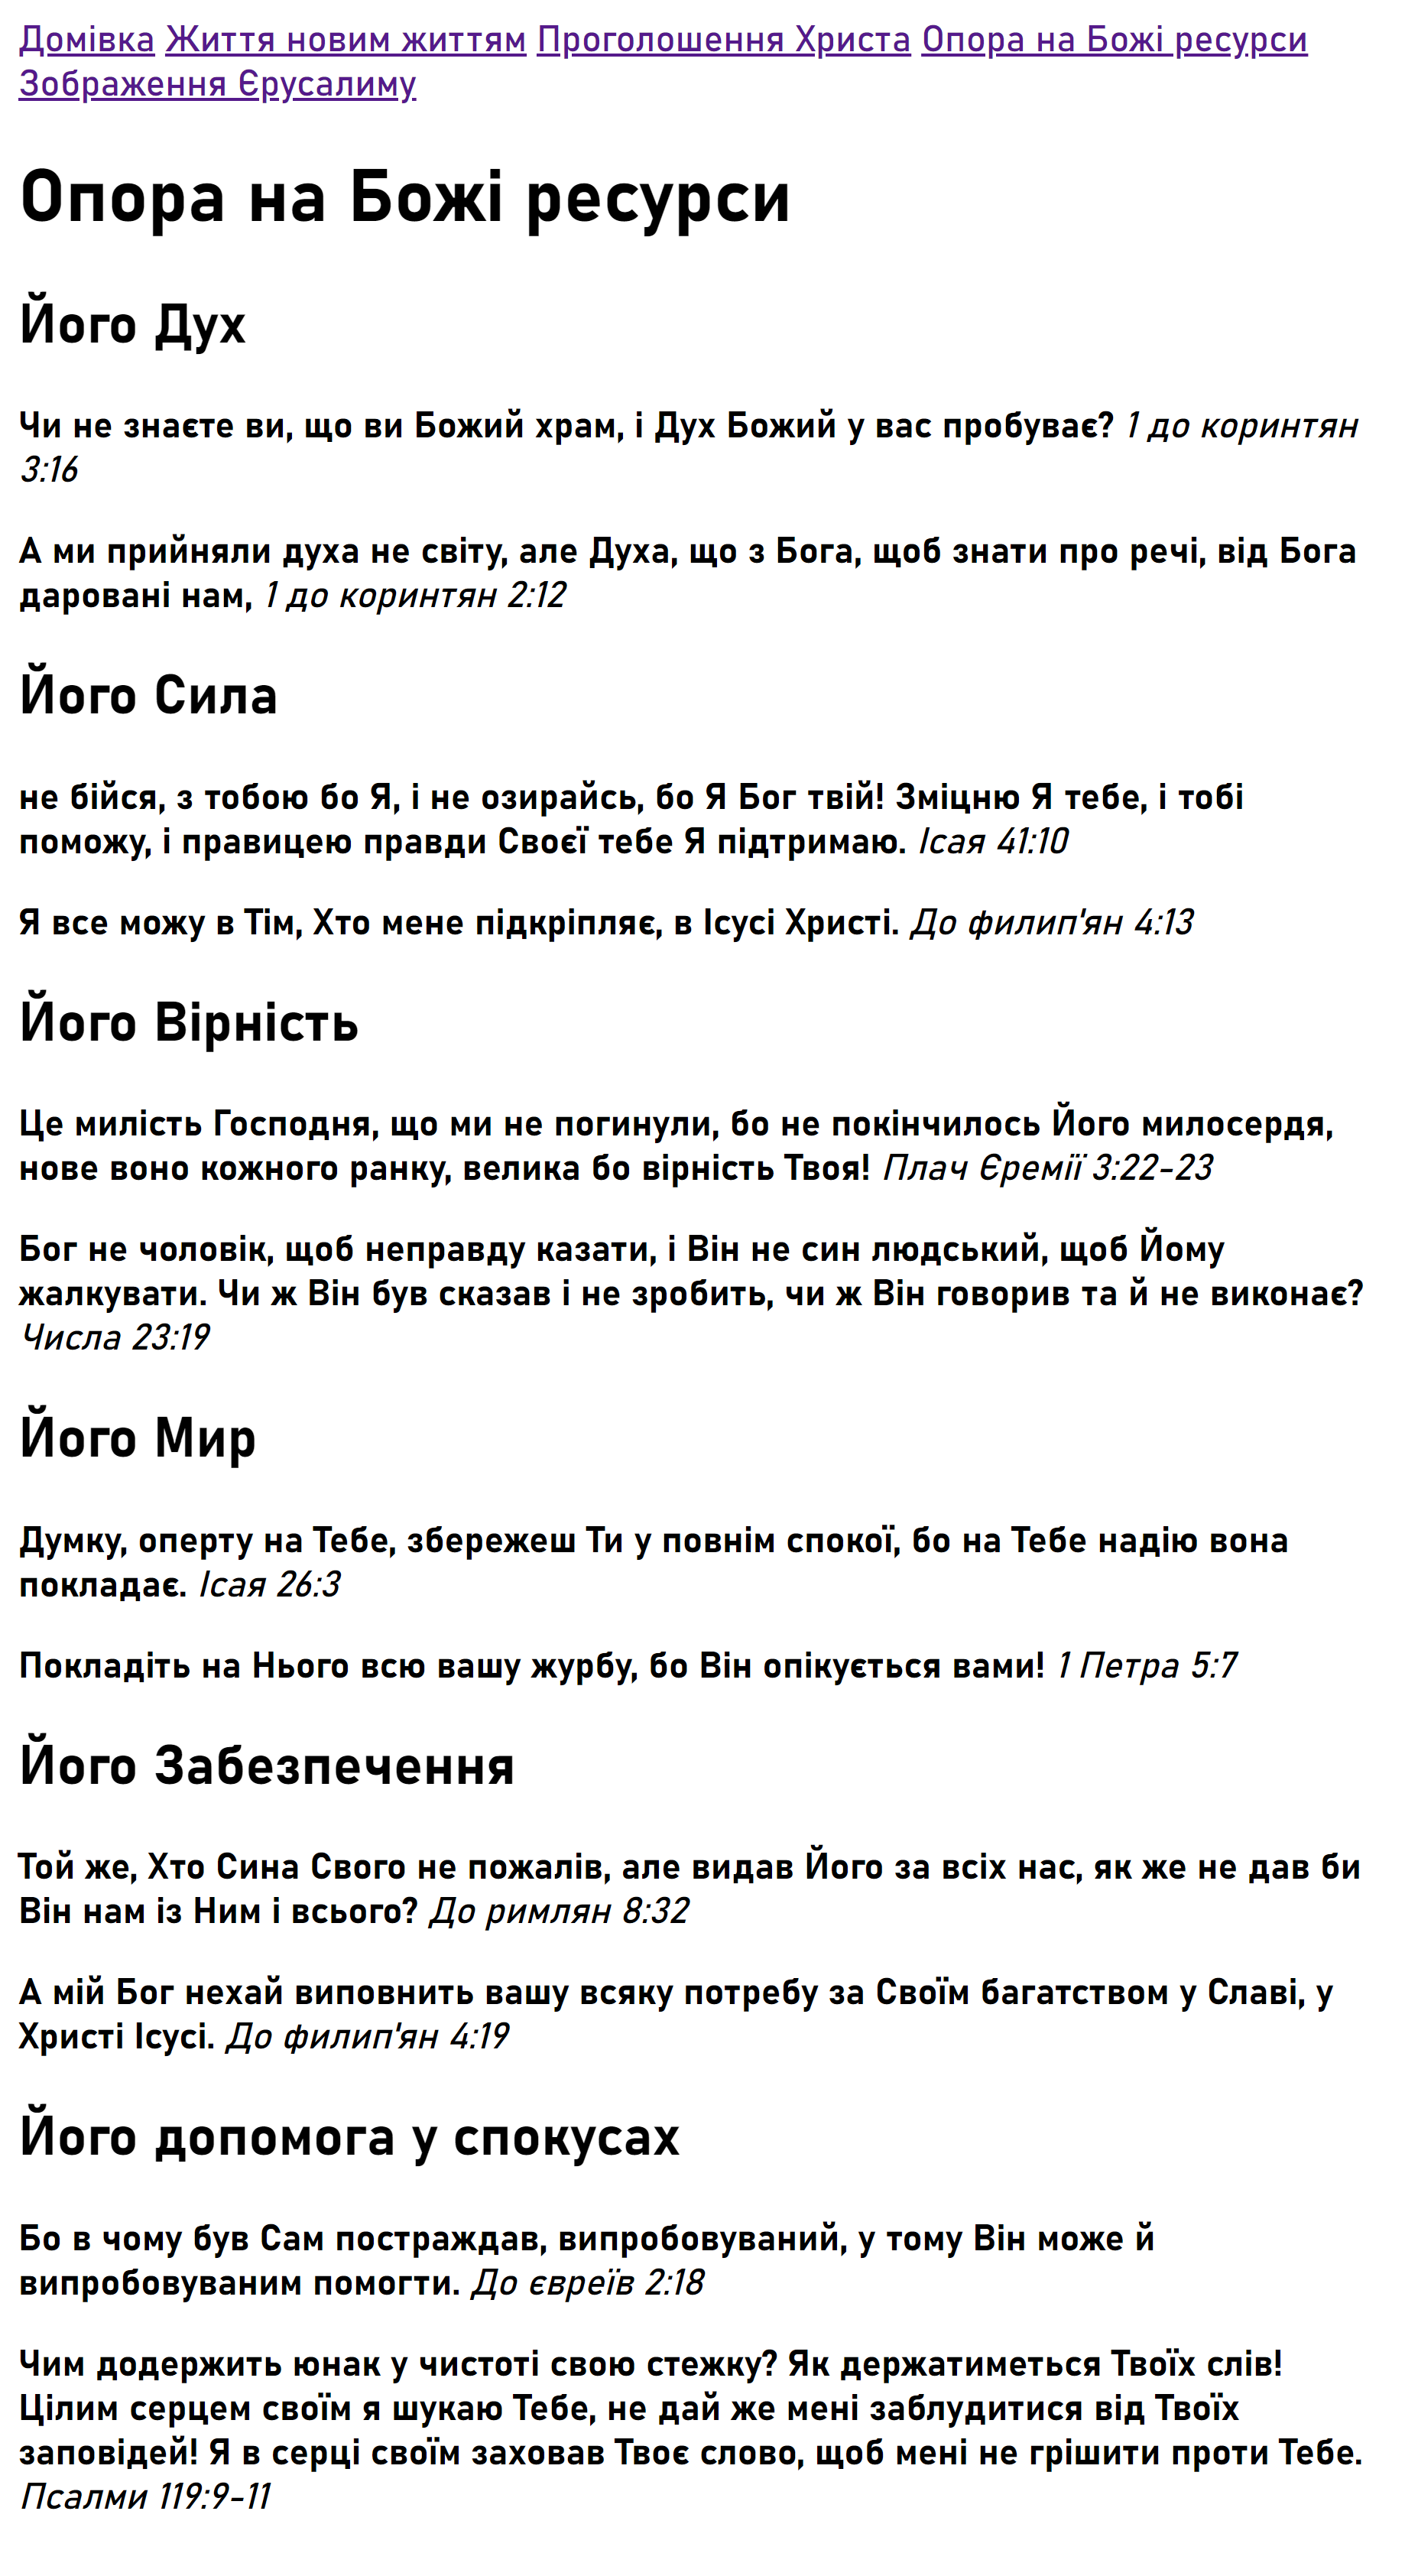 Домівка Життя новим життям Проголошення Христа Опора на Божі ресурси
Зображення Єрусалиму
Опора на Божі ресурси
Його Дух
Чи не знаєте ви, що ви Божий храм, і Дух Божий у вас пробуває? 1 до коринтян
3:16
А ми прийняли духа не світу, але Духа, що з Бога, щоб знати про речі, від Бога
даровані нам, 1 до коринтян 2:12
Його Сила
не бійся, з тобою бо Я, і не озирайсь, бо Я Бог твій! Зміцню Я тебе, і тобі
поможу, і правицею правди Своєї тебе Я підтримаю. Ісая 41:10
Я все можу в Тім, Хто мене підкріпляє, в Ісусі Христі. До филип'ян 4:13
Його Вірність
Це милість Господня, що ми не погинули, бо не покінчилось Його милосердя,
нове воно кожного ранку, велика бо вірність Твоя! Плач Єремії 3:22-23
Бог не чоловік, щоб неправду казати, і Він не син людський, щоб Йому
жалкувати. Чи ж Він був сказав і не зробить, чи ж Він говорив та й не виконає?
Числа 23:19
Його Мир
Думку, оперту на Тебе, збережеш Ти у повнім спокої, бо на Тебе надію вона
покладає. Ісая 26:3
Покладіть на Нього всю вашу журбу, бо Він опікується вами! 1 Петра 5:7
Його Забезпечення
Той же, Хто Сина Свого не пожалів, але видав Його за всіх нас, як же не дав би
Він нам із Ним і всього? До римлян 8:32
А мій Бог нехай виповнить вашу всяку потребу за Своїм багатством у Славі, у
Христі Ісусі. До филип'ян 4:19
Його допомога у спокусах
Бо в чому був Сам постраждав, випробовуваний, у тому Він може й
випробовуваним помогти. До євреїв 2:18
Чим додержить юнак у чистоті свою стежку? Як держатиметься Твоїх слів!
Цілим серцем своїм я шукаю Тебе, не дай же мені заблудитися від Твоїх
заповідей! Я в серці своїм заховав Твоє слово, щоб мені не грішити проти Тебе.
Псалми 119:9-11